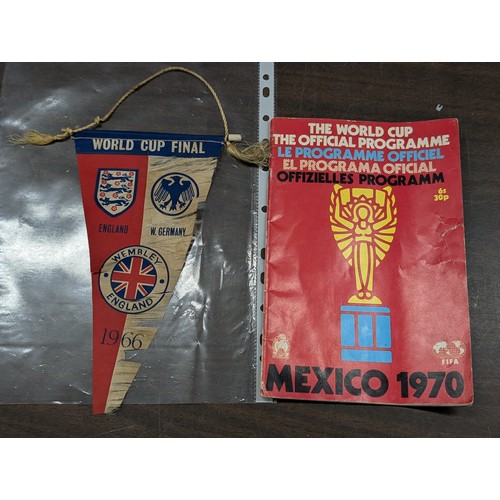 WORLD CUP FINAL
ENGLAND
W. GERMANY
WEMBLEY
ENGLAND
1966
THE WORLD CUP
THE OFFICIAL PROGRAMME
LE PROGRAMME OFFICIEL
EL PROGRAMA OFICIAL
OFFIZIELLES PROGRAMM
6s
30p
FIFA
MEXICO 1970